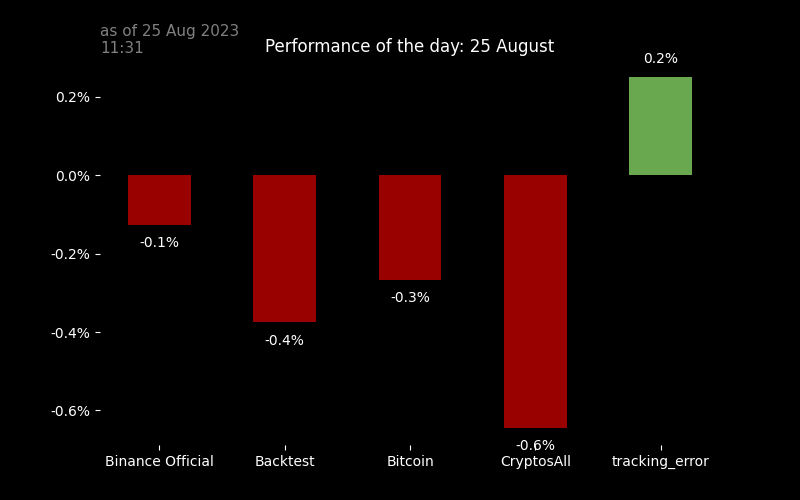 as of 25 Aug 2023
11:31
Performance of the day: 25 August
0.2%
0.2%
0.0%
-0.1%
-0.2%
-0.3%
-0.4%
-0.4%
-0.6%
-0.6%
Binance Official
Backtest
Bitcoin
CryptosAll
tracking_error